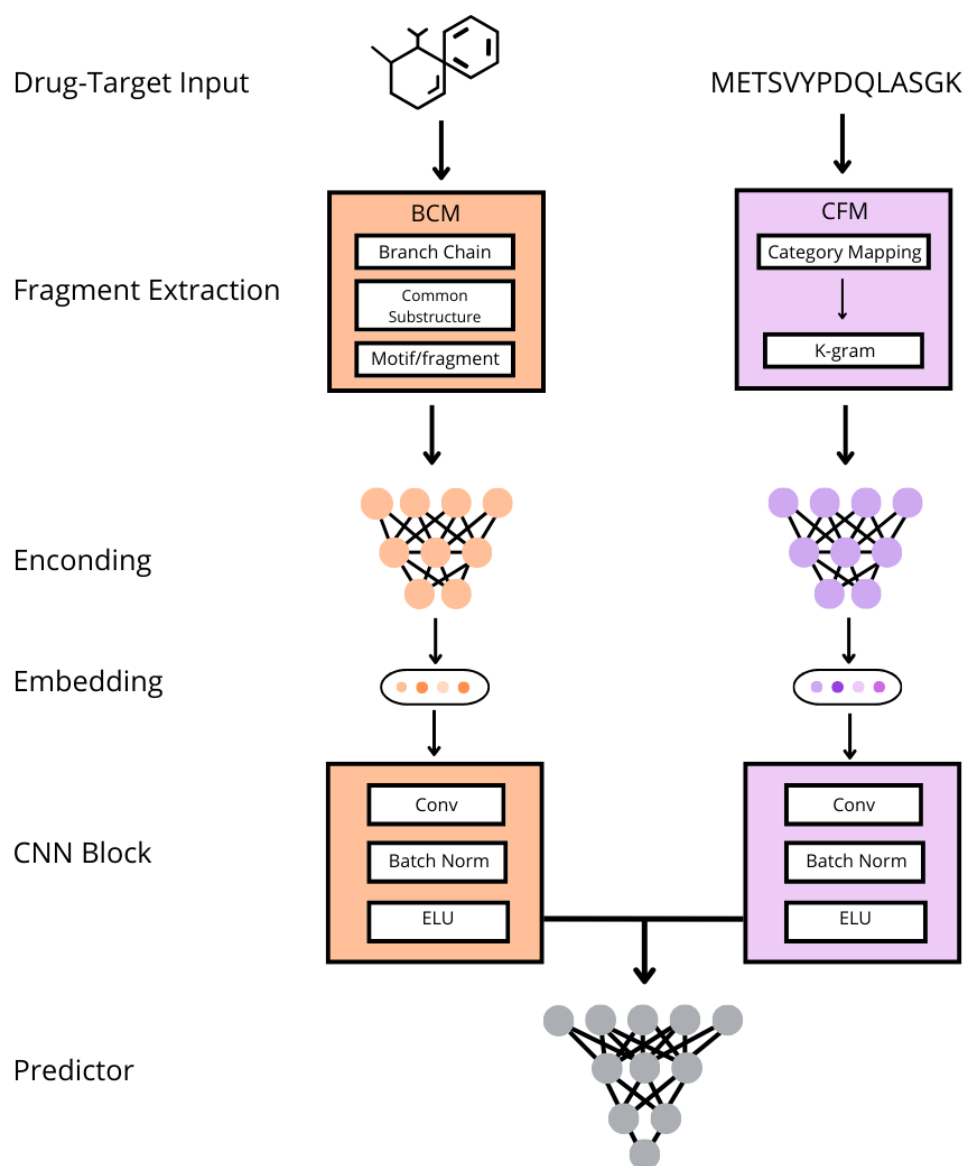 Drug-Target Input
METSVYPDQLASGK
Fragment Extraction
BCM
Branch Chain
Common
Substructure
Motif/fragment
CFM
Category Mapping
K-gram
Enconding
Embedding
CNN Block
Conv
Batch Norm
ELU
Conv
Batch Norm
ELU
Predictor